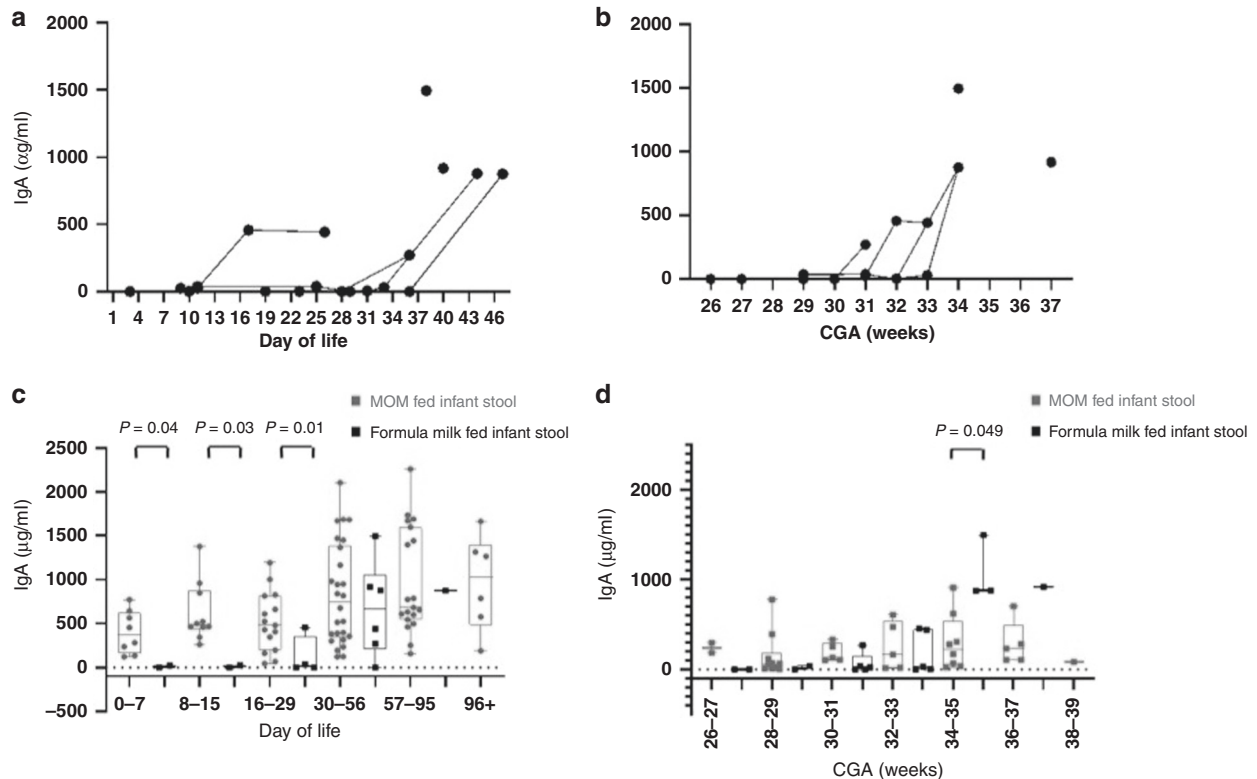 a
2000
1500
1000
500
0
IgA (αg/ml)
1 4 7 10 13 16 19 22 25 28 31 34 37 40 43 46
Day of life
b
2000
1500
1000
500
0
26 27 28 29 30 31 32 33 34 35 36 37
CGA (weeks)
c
MOM fed infant stool
Formula milk fed infant stool
P = 0.04 P = 0.03 P = 0.01
2500
2000
1500
1000
500
0
–500
IgA (μg/ml)
0–7 8–15 16–29 30–56 57–95 96+
Day of life
d
MOM fed infant stool
Formula milk fed infant stool
P = 0.049
2000
1000
0
IgA (μg/ml)
26–27 28–29 30–31 32–33 34–35 36–37 38–39
CGA (weeks)